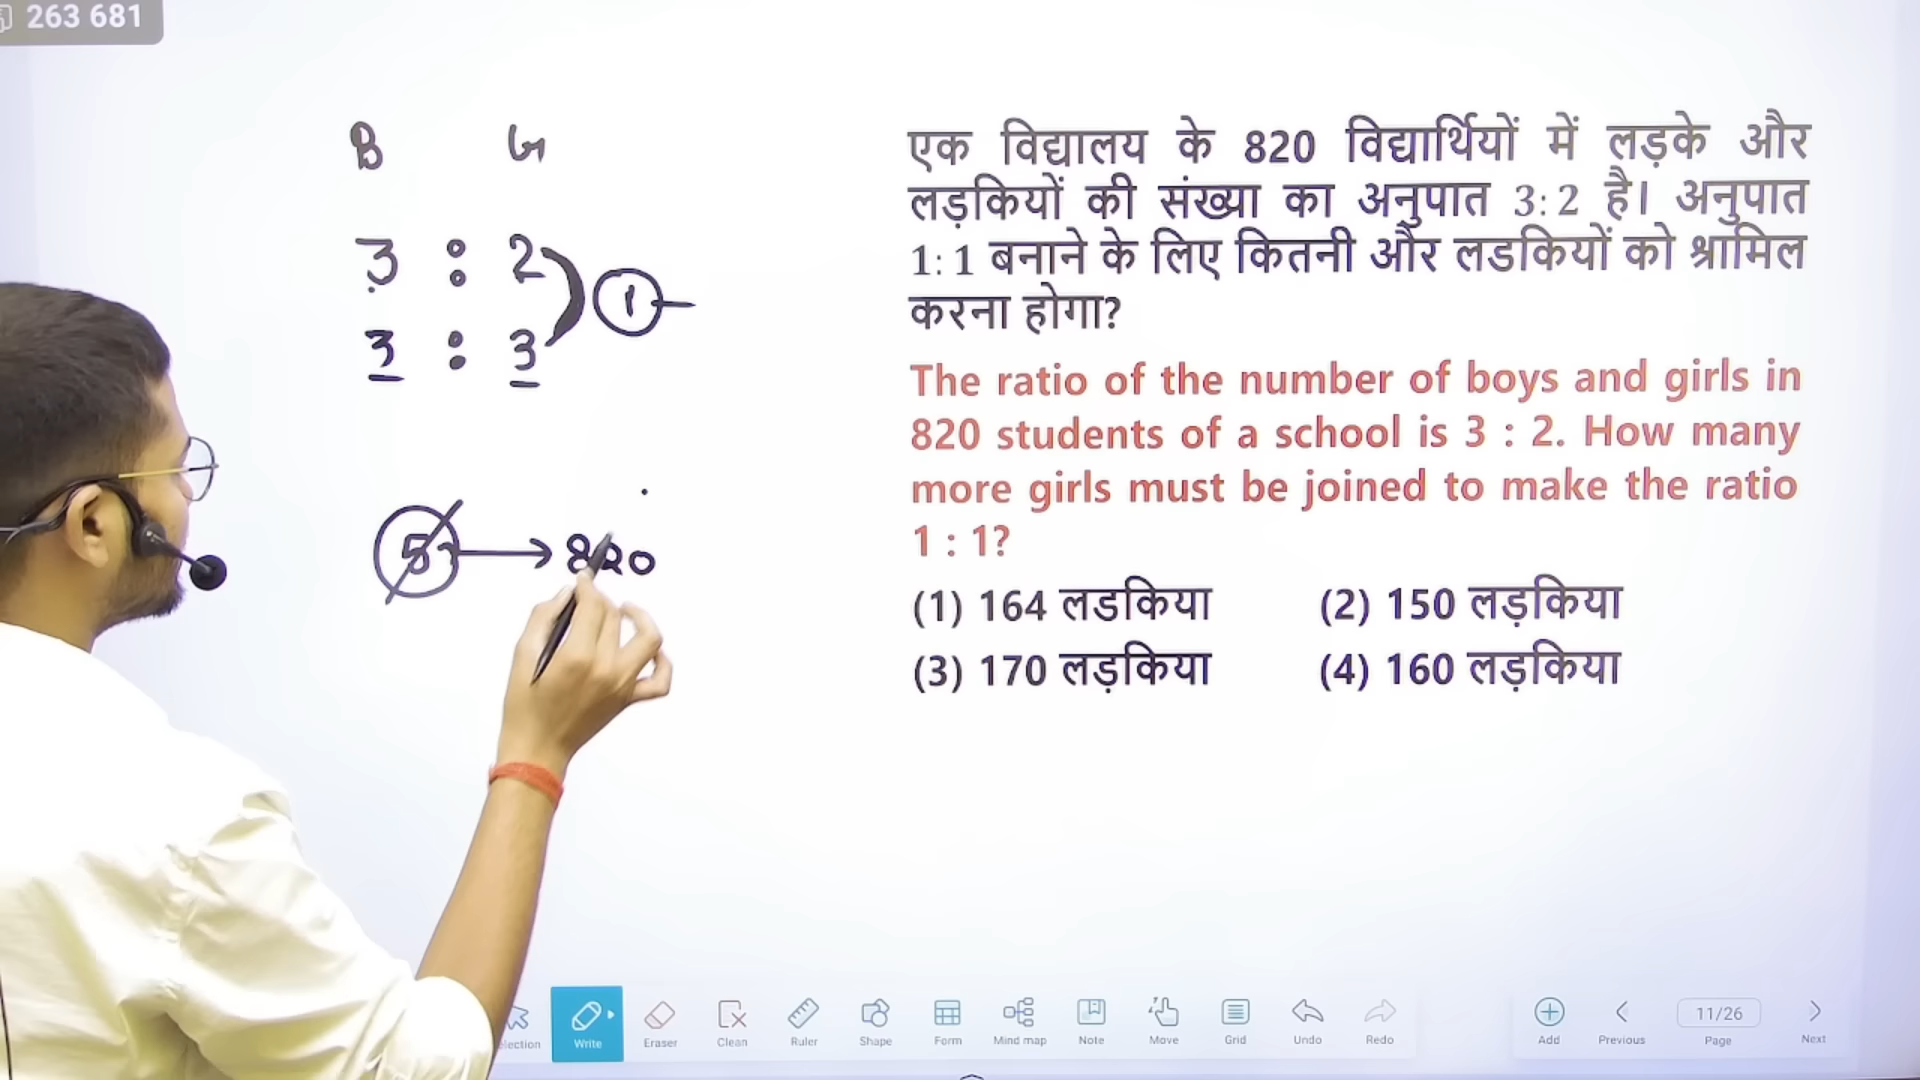 263 681
B G
3 : 2
1
3 : 3
5 → 820
एक विद्यालय के 820 विद्यार्थियों में लड़के और
लड़कियों की संख्या का अनुपात 3:2 है। अनुपात
1:1 बनाने के लिए कितनी और लडकियों को श्रामिल
करना होगा?
The ratio of the number of boys and girls in
820 students of a school is 3 : 2. How many
more girls must be joined to make the ratio
1 : 1?
(1) 164 लडकिया (2) 150 लड़किया
(3) 170 लड़किया (4) 160 लड़किया
Write Eraser Clean Ruler Shape Form Mind map Note Move Grid Undo Redo Add Previous 11/26 Page Next